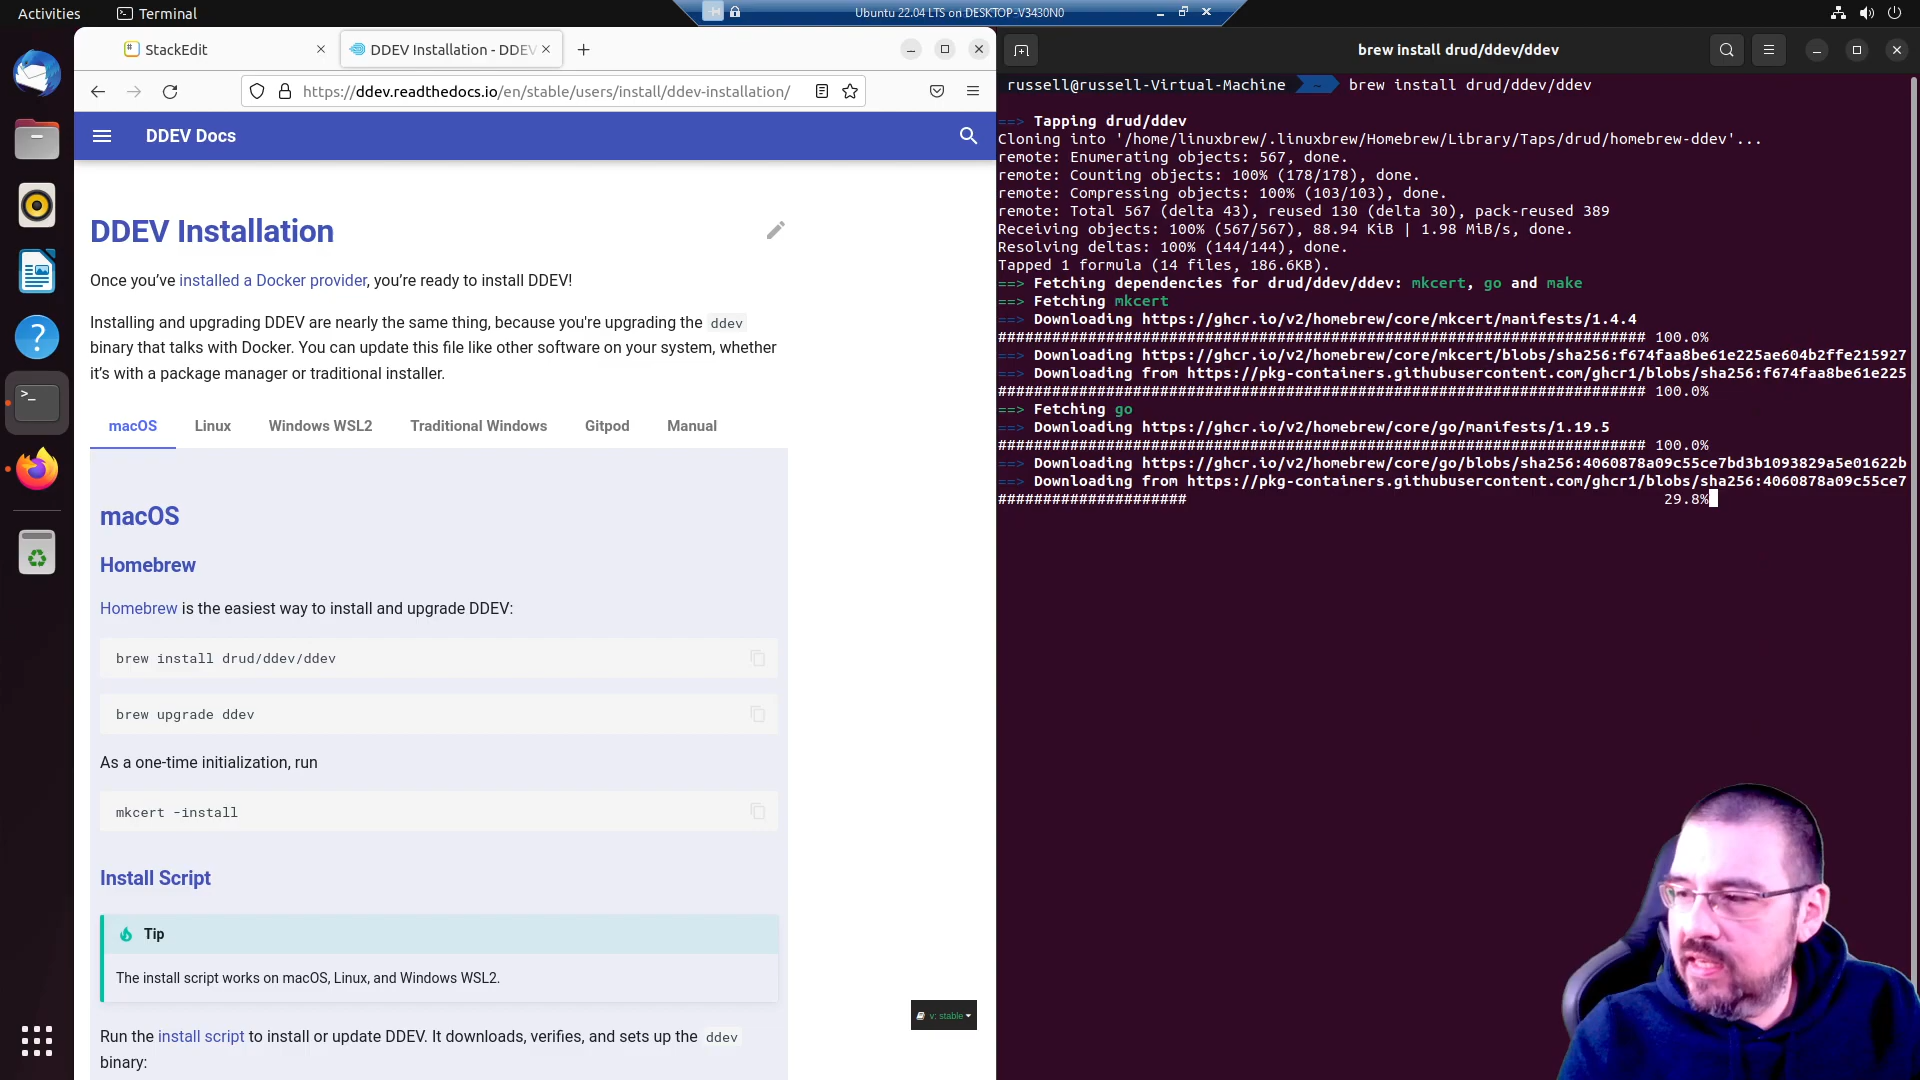 Activities
Terminal
Ubuntu 22.04 LTS on DESKTOP-V3430N0
StackEdit
DDEV Installation - DDEV
https://ddev.readthedocs.io/en/stable/users/install/ddev-installation/
DDEV Docs
DDEV Installation
Once you’ve installed a Docker provider, you’re ready to install DDEV!
Installing and upgrading DDEV are nearly the same thing, because you're upgrading the ddev
binary that talks with Docker. You can update this file like other software on your system, whether
it’s with a package manager or traditional installer.
macOS Linux Windows WSL2 Traditional Windows Gitpod Manual
macOS
Homebrew
Homebrew is the easiest way to install and upgrade DDEV:
brew install drud/ddev/ddev
brew upgrade ddev
As a one-time initialization, run
mkcert -install
Install Script
Tip
The install script works on macOS, Linux, and Windows WSL2.
Run the install script to install or update DDEV. It downloads, verifies, and sets up the ddev
binary:
v: stable
brew install drud/ddev/ddev
russell@russell-Virtual-Machine ~ brew install drud/ddev/ddev
==> Tapping drud/ddev
Cloning into '/home/linuxbrew/.linuxbrew/Homebrew/Library/Taps/drud/homebrew-ddev'...
remote: Enumerating objects: 567, done.
remote: Counting objects: 100% (178/178), done.
remote: Compressing objects: 100% (103/103), done.
remote: Total 567 (delta 43), reused 130 (delta 30), pack-reused 389
Receiving objects: 100% (567/567), 88.94 KiB | 1.98 MiB/s, done.
Resolving deltas: 100% (144/144), done.
Tapped 1 formula (14 files, 186.6KB).
==> Fetching dependencies for drud/ddev/ddev: mkcert, go and make
==> Fetching mkcert
==> Downloading https://ghcr.io/v2/homebrew/core/mkcert/manifests/1.4.4
######################################################################## 100.0%
==> Downloading https://ghcr.io/v2/homebrew/core/mkcert/blobs/sha256:f674faa8be61e225ae604b2ffe215927
==> Downloading from https://pkg-containers.githubusercontent.com/ghcr1/blobs/sha256:f674faa8be61e225
######################################################################## 100.0%
==> Fetching go
==> Downloading https://ghcr.io/v2/homebrew/core/go/manifests/1.19.5
######################################################################## 100.0%
==> Downloading https://ghcr.io/v2/homebrew/core/go/blobs/sha256:4060878a09c55ce7bd3b1093829a5e01622b
==> Downloading from https://pkg-containers.githubusercontent.com/ghcr1/blobs/sha256:4060878a09c55ce7
##################### 29.8%